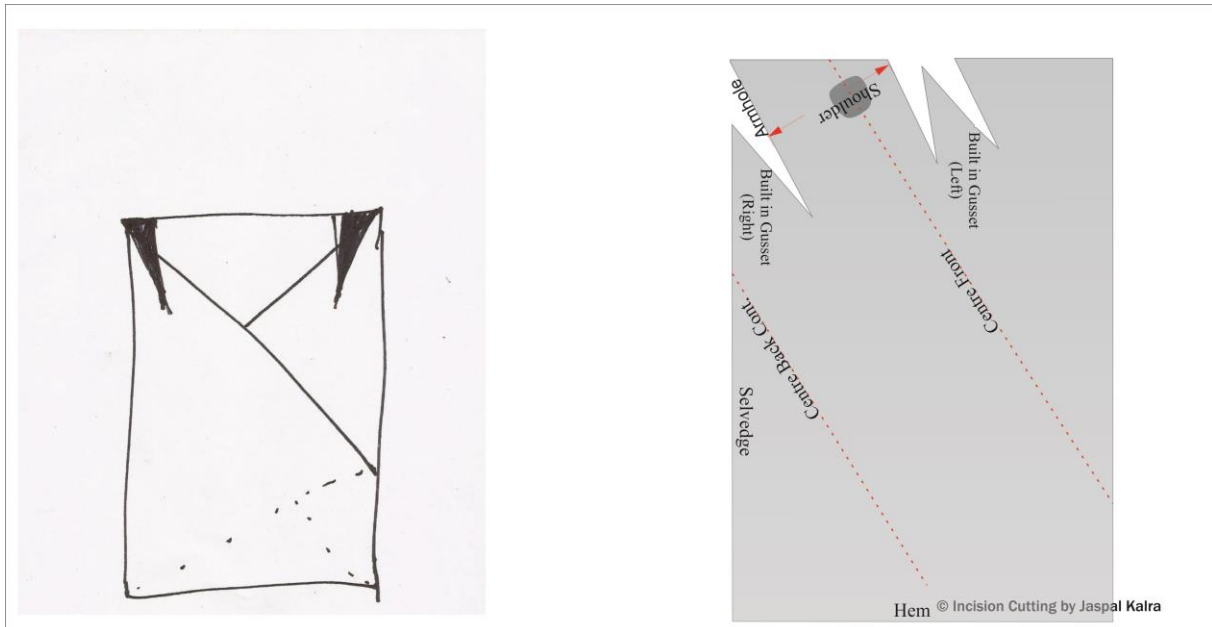 Armhole
Shoulder
Built in Gusset
(Left)
Built in Gusset
(Right)
Centre Front
Centre Back Cont.
Selvedge
Hem
© Incision Cutting by Jaspal Kalra